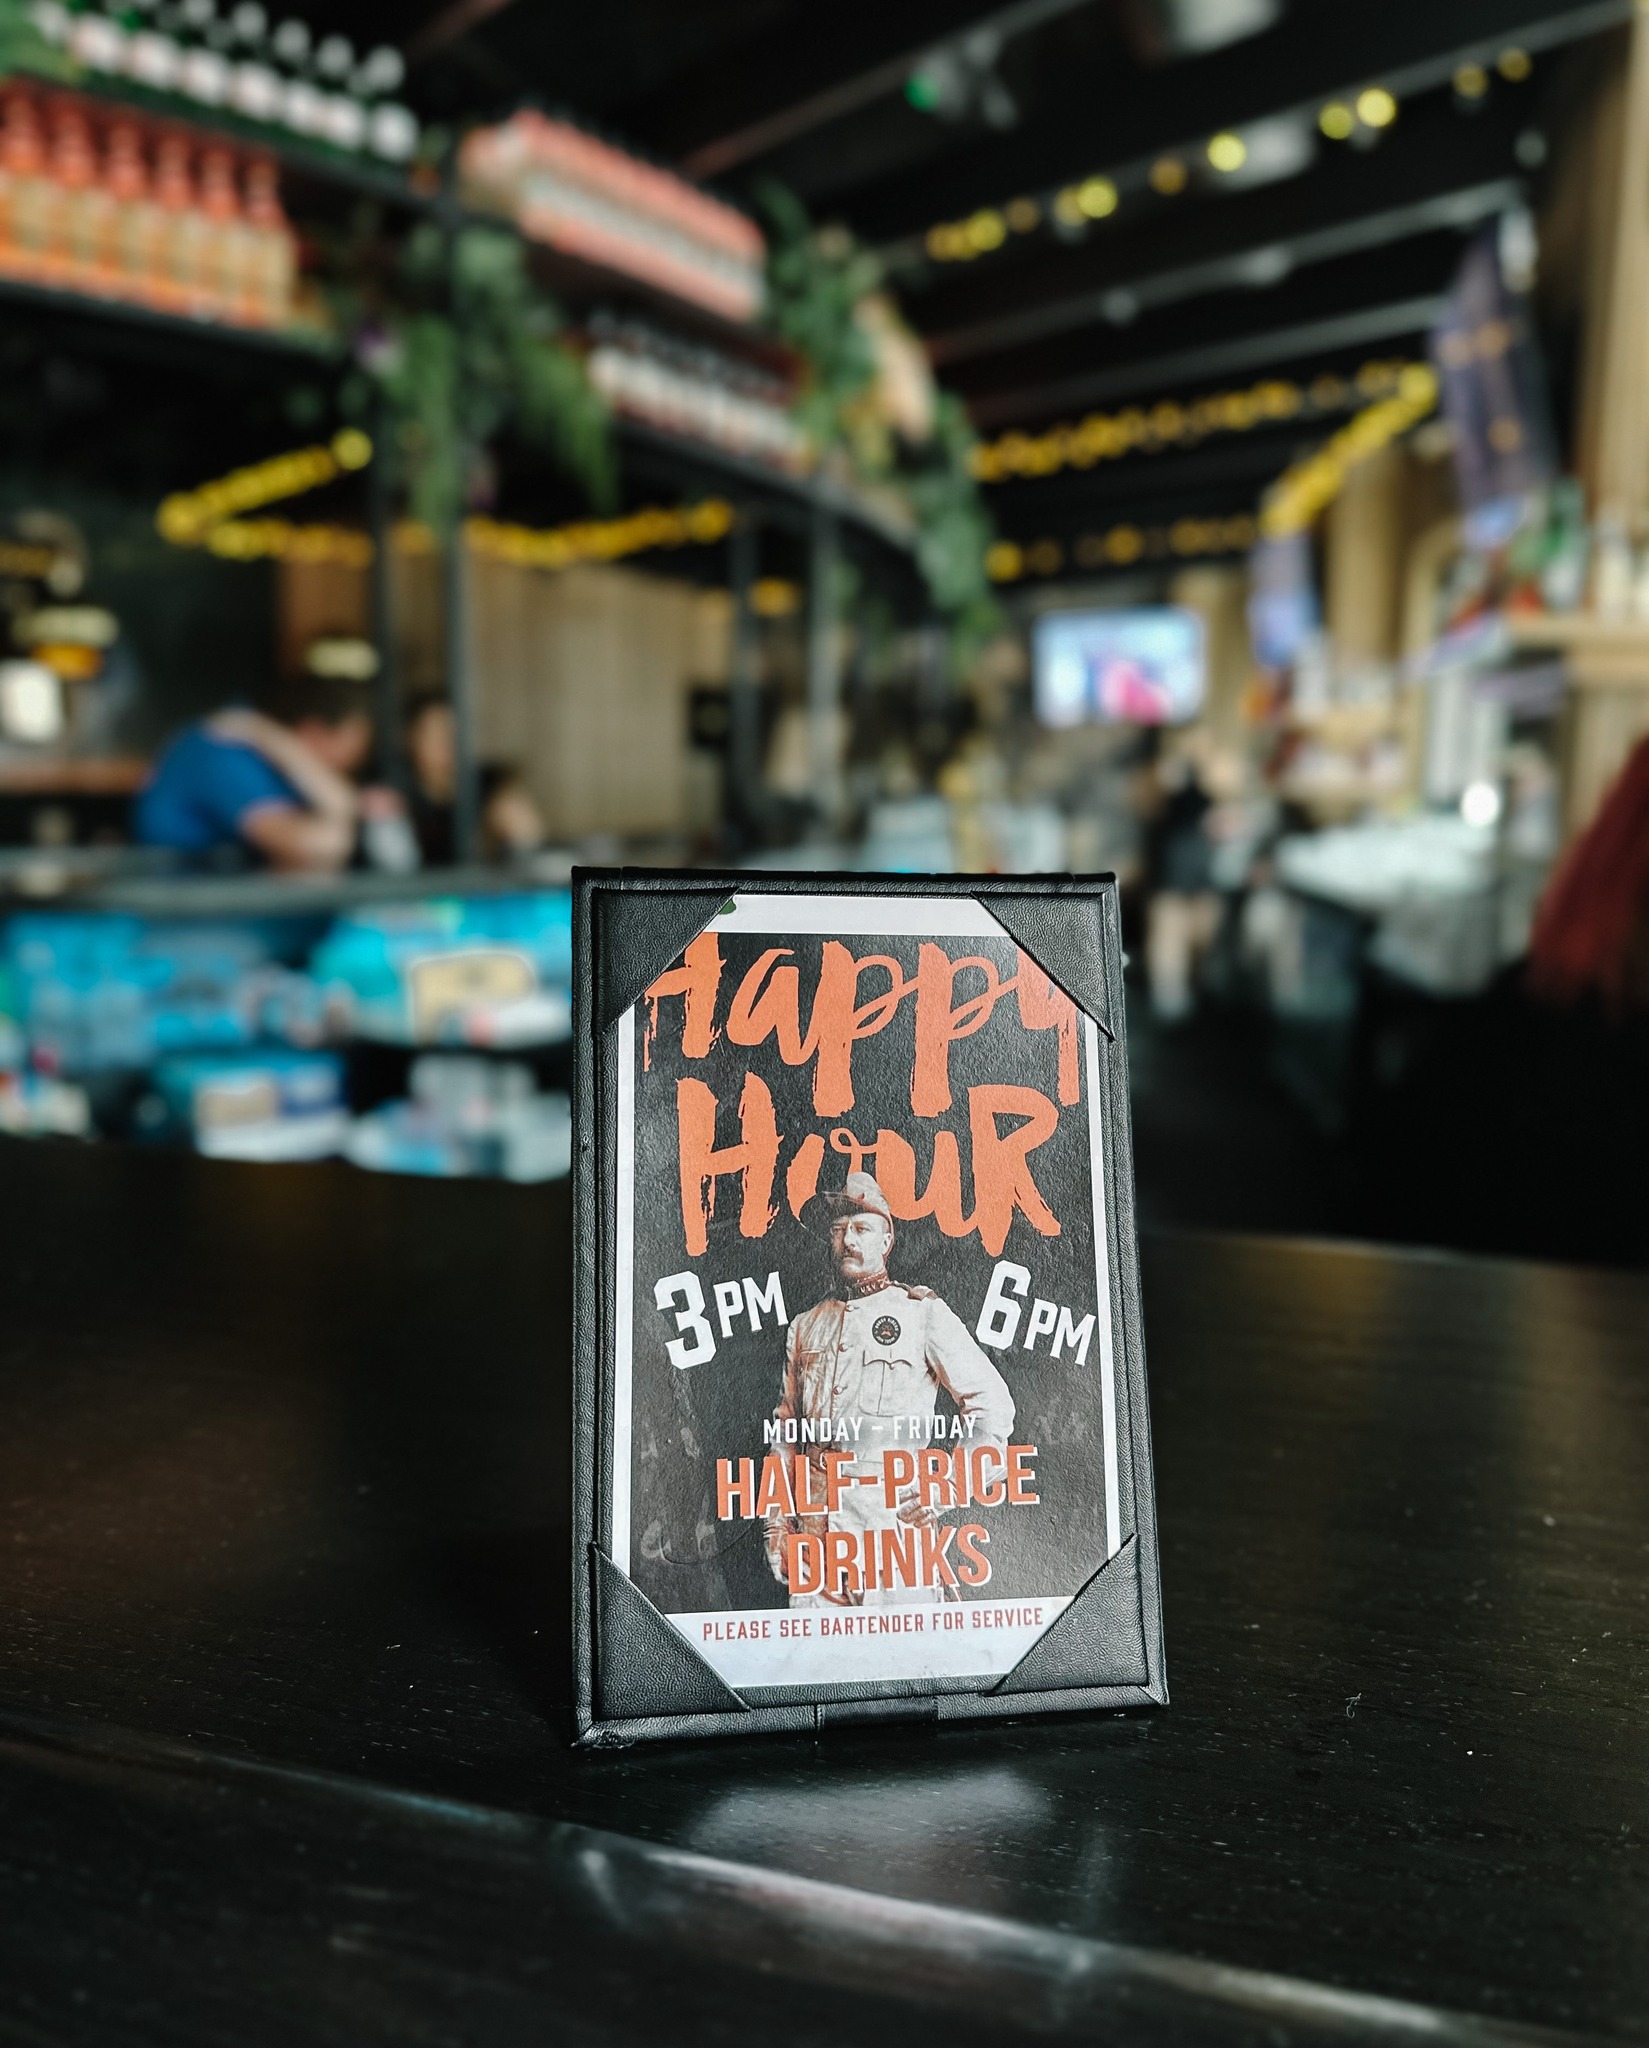 Happy
Hour
3PM
6PM
MONDAY - FRIDAY
HALF-PRICE
DRINKS
PLEASE SEE BARTENDER FOR SERVICE